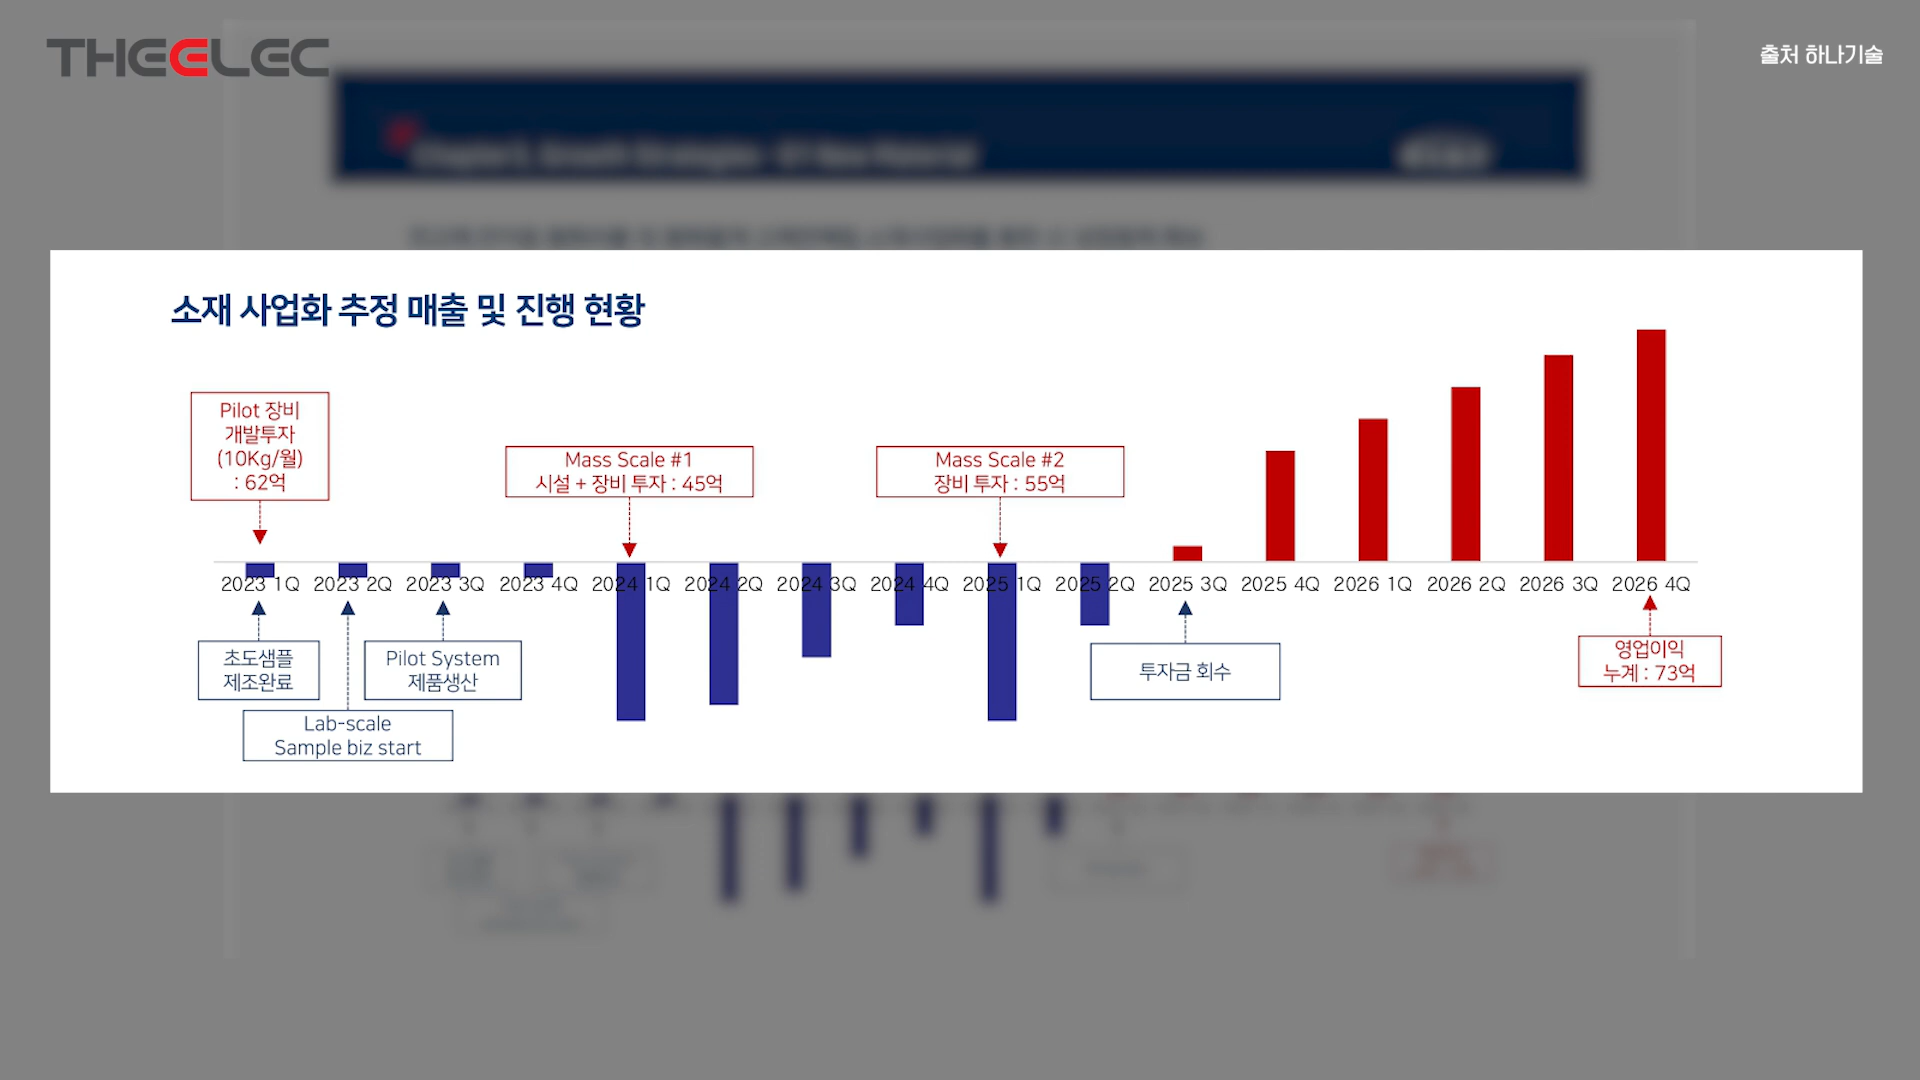 THEELEC
출처 하나기술
소재 사업화 추정 매출 및 진행 현황
Pilot 장비
개발투자
(10Kg/월)
: 62억
Mass Scale #1
시설 + 장비 투자 : 45억
Mass Scale #2
장비 투자 : 55억
2023 1Q
2023 2Q
2023 3Q
2023 4Q
2024 1Q
2024 2Q
2024 3Q
2024 4Q
2025 1Q
2025 2Q
2025 3Q
2025 4Q
2026 1Q
2026 2Q
2026 3Q
2026 4Q
초도샘플
제조완료
Pilot System
제품생산
Lab-scale
Sample biz start
투자금 회수
영업이익
누계 : 73억